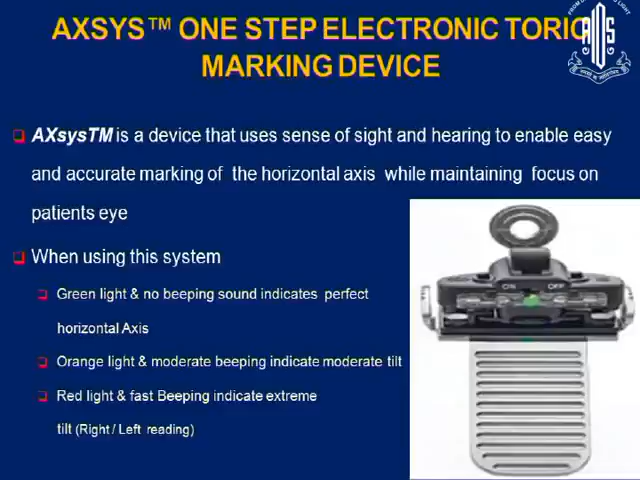 AXSYS™ ONE STEP ELECTRONIC TORIC
MARKING DEVICE
AXsysTM is a device that uses sense of sight and hearing to enable easy
and accurate marking of the horizontal axis while maintaining focus on
patients eye
When using this system
Green light & no beeping sound indicates perfect
horizontal Axis
Orange light & moderate beeping indicate moderate tilt
Red light & fast Beeping indicate extreme
tilt (Right / Left reading)
ON OFF